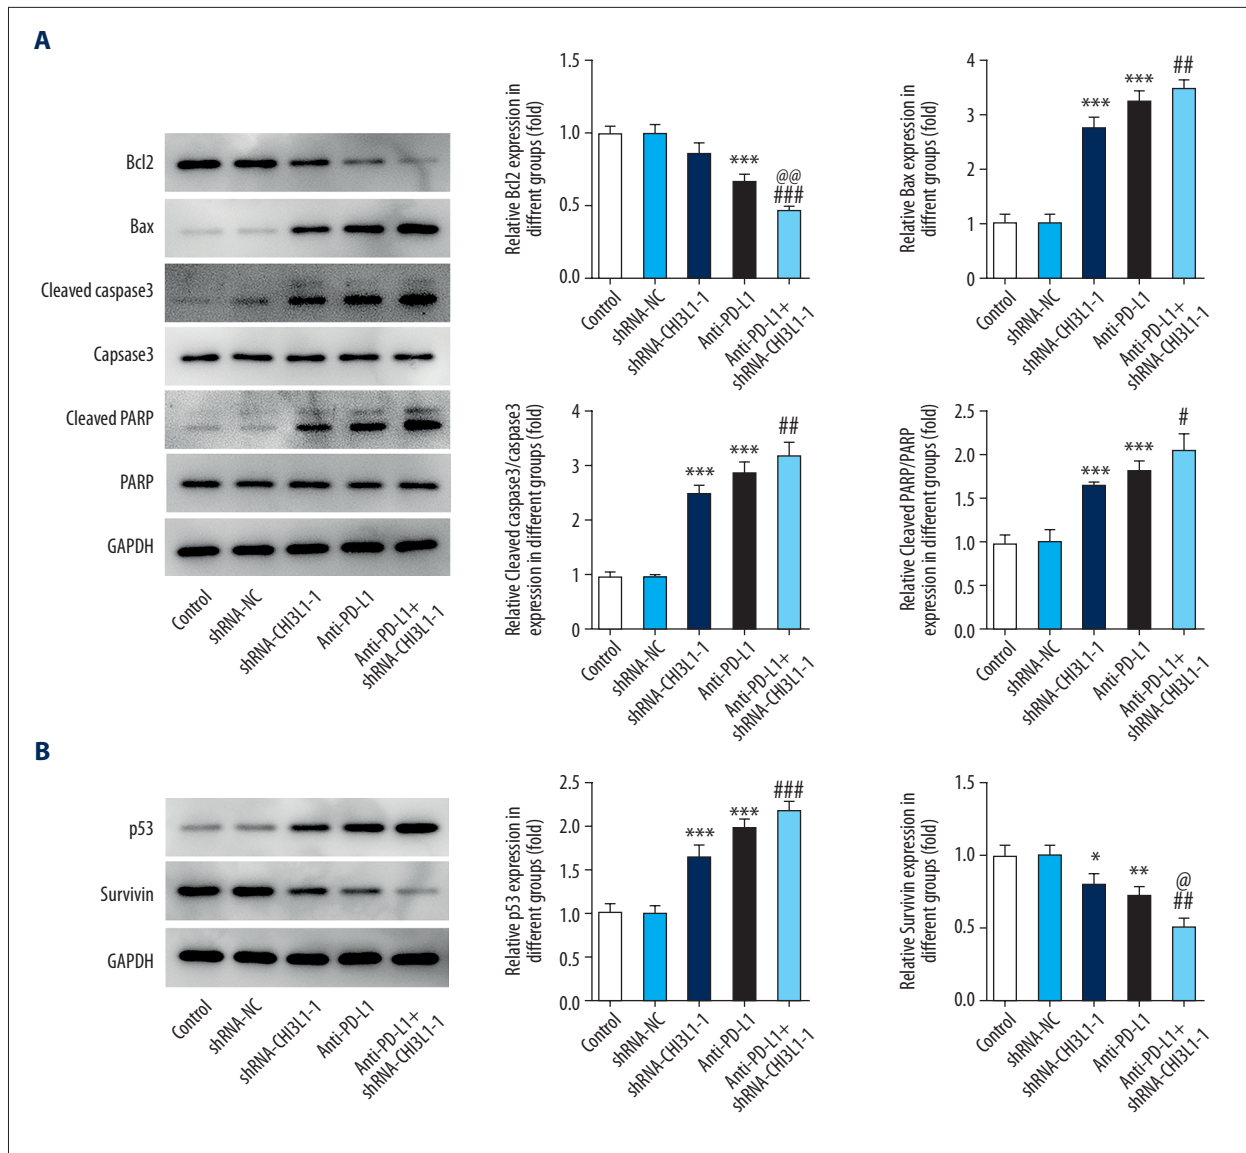 A
Bcl2
Bax
Cleaved caspase3
Capsase3
Cleaved PARP
PARP
GAPDH
Control
shRNA-NC
shRNA-CH3L1-1
Anti-PD-L1
Anti-PD-L1+
shRNA-CH3L1-1
Relative Bcl2 expression in
diffrent groups (fold)
1.5
1.0
0.5
0.0
***
@@
###
Control
shRNA-NC
shRNA-CHI3L1-1
Anti-PD-L1
Anti-PD-L1+
shRNA-CHI3L1-1
Relative Bax expression in
diffrent groups (fold)
4
3
2
1
0
***
***
##
Control
shRNA-NC
shRNA-CHI3L1-1
Anti-PD-L1
Anti-PD-L1+
shRNA-CHI3L1-1
Relative Cleaved caspase3/caspase3
expression in different groups (fold)
4
3
2
1
0
***
***
##
Control
shRNA-NC
shRNA-CHI3L1-1
Anti-PD-L1
Anti-PD-L1+
shRNA-CHI3L1-1
Relative Cleaved PARP/PARP
expression in different groups (fold)
2.5
2.0
1.5
1.0
0.5
0.0
***
***
#
Control
shRNA-NC
shRNA-CHI3L1-1
Anti-PD-L1
Anti-PD-L1+
shRNA-CHI3L1-1
B
p53
Survivin
GAPDH
Control
shRNA-NC
shRNA-CH3L1-1
Anti-PD-L1
Anti-PD-L1+
shRNA-CH3L1-1
Relative p53 expression in
different groups (fold)
2.5
2.0
1.5
1.0
0.5
0.0
***
***
###
Control
shRNA-NC
shRNA-CHI3L1-1
Anti-PD-L1
Anti-PD-L1+
shRNA-CHI3L1-1
Relative Survivin expression in
different groups (fold)
1.5
1.0
0.5
0.0
*
**
@
##
Control
shRNA-NC
shRNA-CHI3L1-1
Anti-PD-L1
Anti-PD-L1+
shRNA-CHI3L1-1